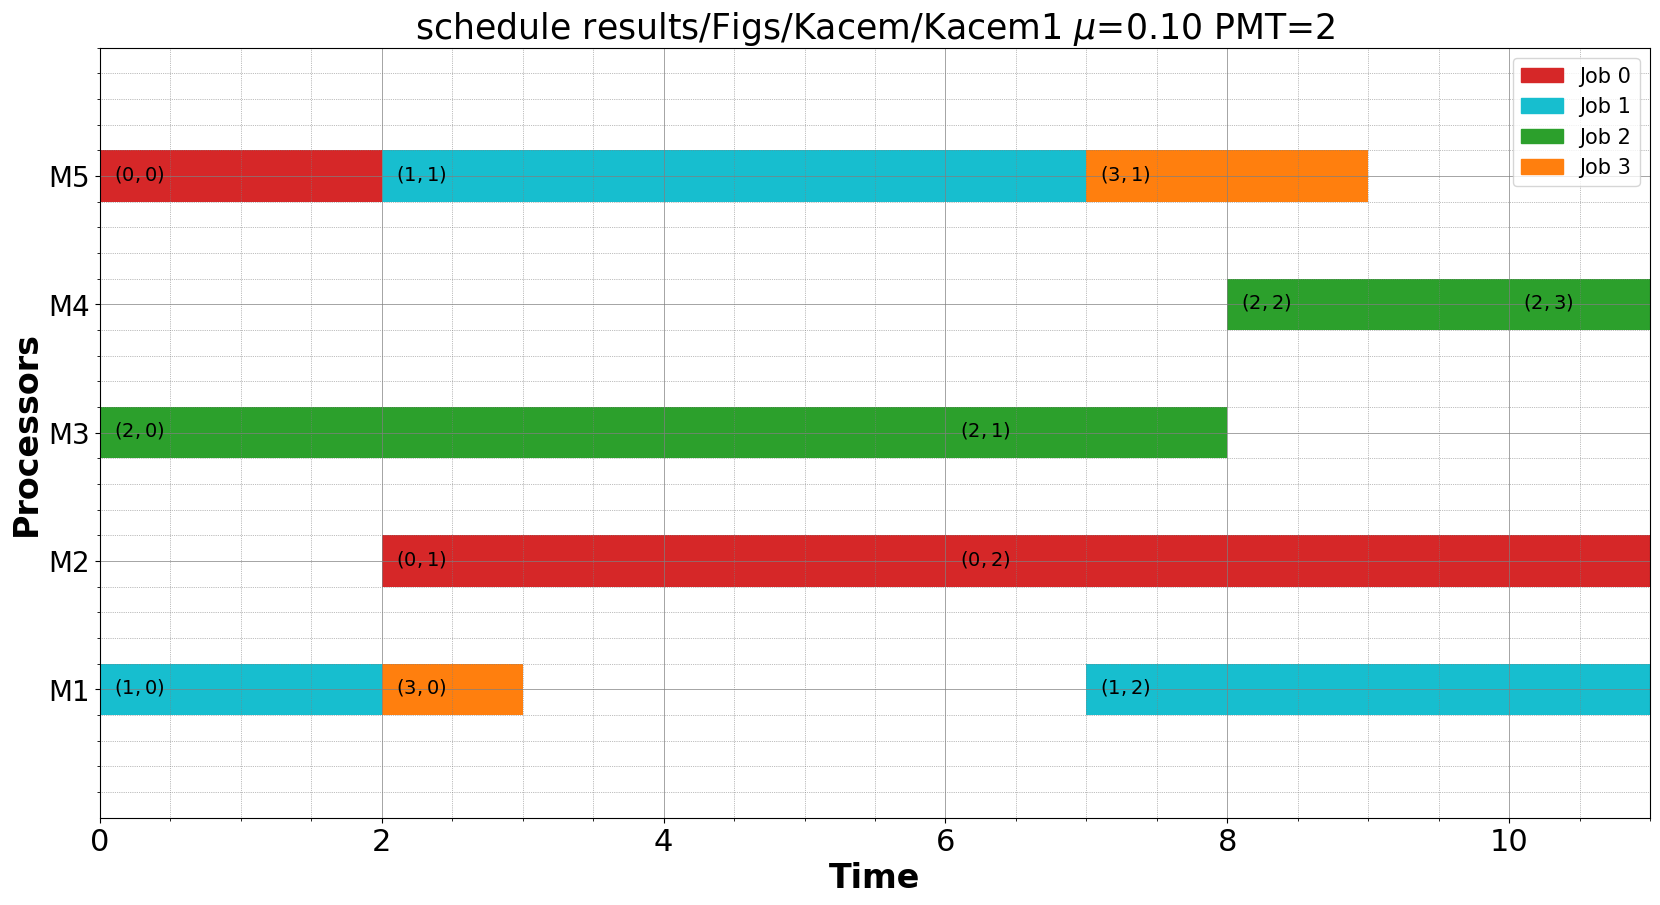 schedule results/Figs/Kacem/Kacem1 μ=0.10 PMT=2
Job 0
Job 1
Job 2
Job 3
M5
(0, 0)
(1, 1)
(3, 1)
M4
(2, 2)
(2, 3)
M3
(2, 0)
(2, 1)
M2
(0, 1)
(0, 2)
M1
(1, 0)
(3, 0)
(1, 2)
Processors
0 2 4 6 8 10
Time